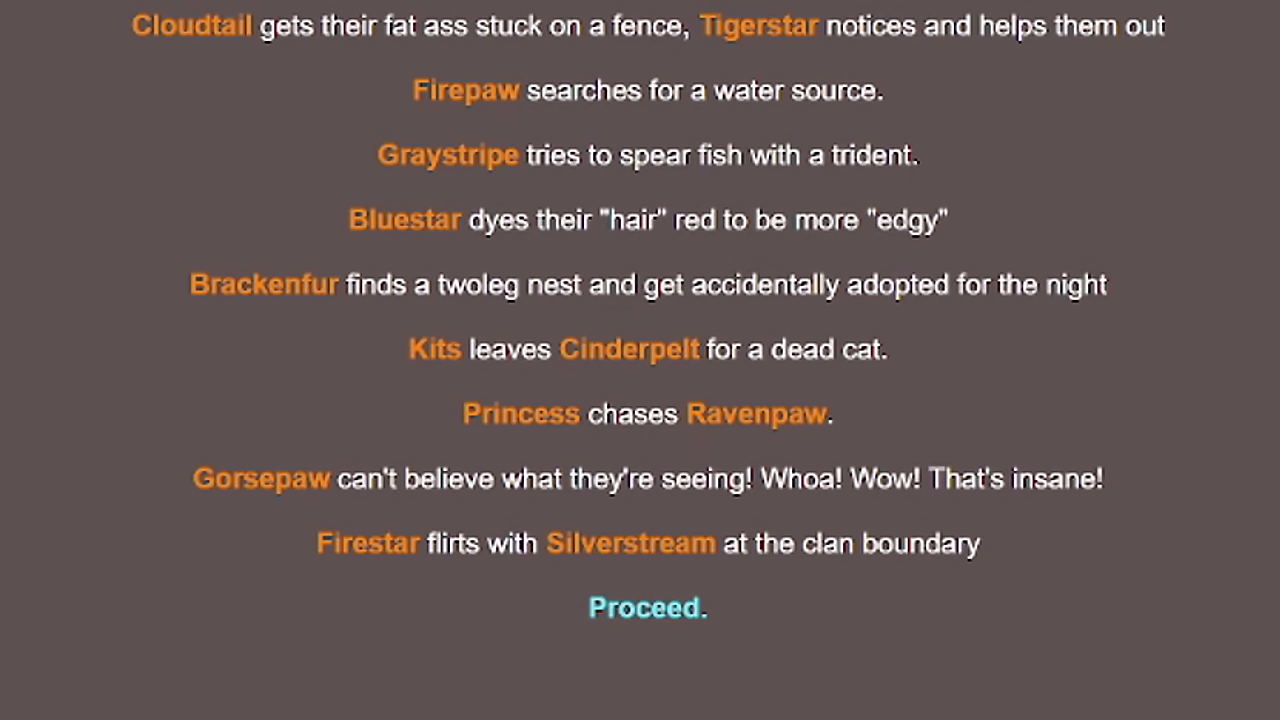 Cloudtail gets their fat ass stuck on a fence, Tigerstar notices and helps them out
Firepaw searches for a water source.
Graystripe tries to spear fish with a trident.
Bluestar dyes their "hair" red to be more "edgy"
Brackenfur finds a twoleg nest and get accidentally adopted for the night
Kits leaves Cinderpelt for a dead cat.
Princess chases Ravenpaw.
Gorsepaw can't believe what they're seeing! Whoa! Wow! That's insane!
Firestar flirts with Silverstream at the clan boundary
Proceed.